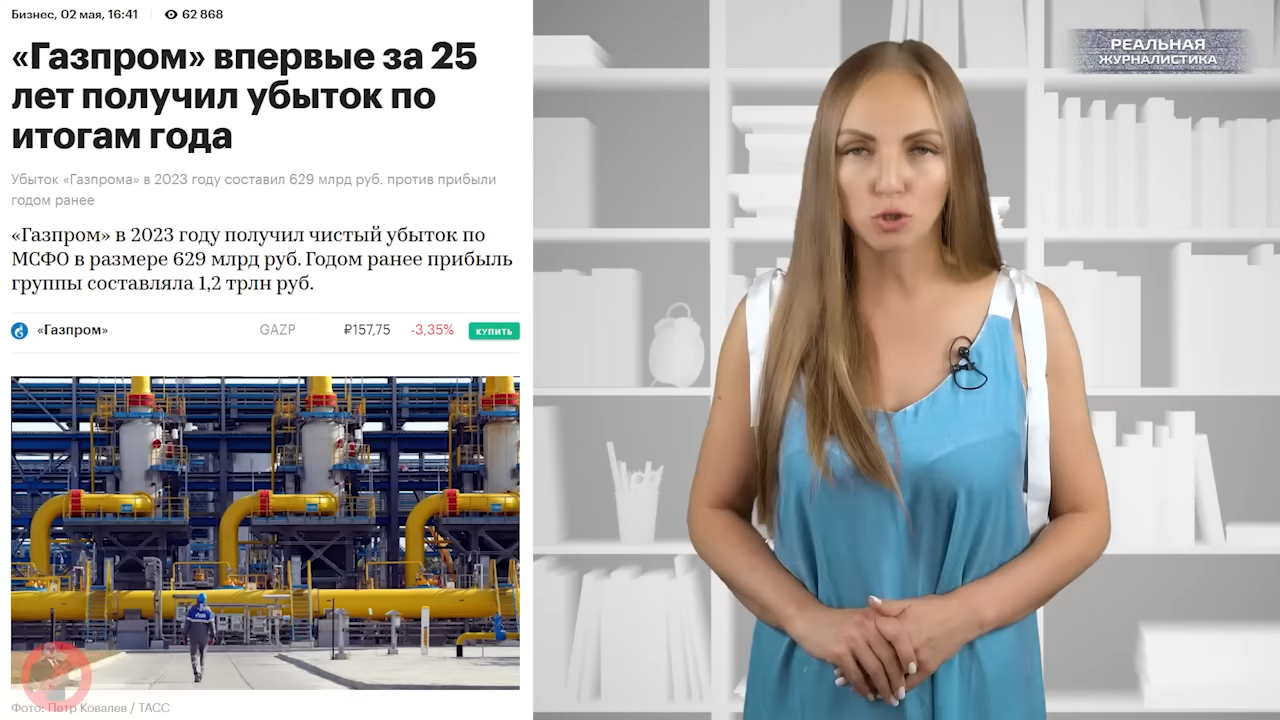 Бизнес, 02 мая, 16:41 62 868
«Газпром» впервые за 25
лет получил убыток по
итогам года
Убыток «Газпрома» в 2023 году составил 629 млрд руб. против прибыли
годом ранее
«Газпром» в 2023 году получил чистый убыток по
МСФО в размере 629 млрд руб. Годом ранее прибыль
группы составляла 1,2 трлн руб.
«Газпром» GAZP ₽157,75 -3,35% КУПИТЬ
Фото: Петр Ковалев / ТАСС
РЕАЛЬНАЯ
ЖУРНАЛИСТИКА